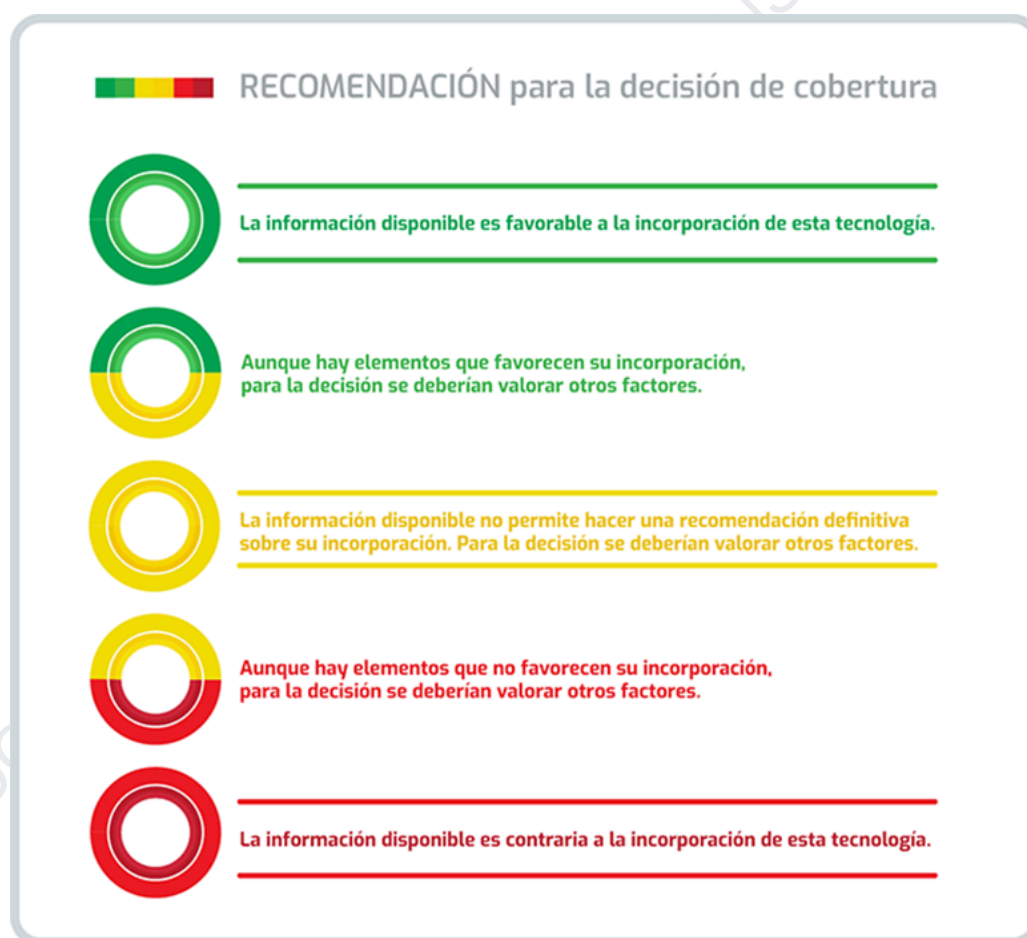 RECOMENDACIÓN para la decisión de cobertura
La información disponible es favorable a la incorporación de esta tecnología.
Aunque hay elementos que favorecen su incorporación,
para la decisión se deberían valorar otros factores.
La información disponible no permite hacer una recomendación definitiva
sobre su incorporación. Para la decisión se deberían valorar otros factores.
Aunque hay elementos que no favorecen su incorporación,
para la decisión se deberían valorar otros factores.
La información disponible es contraria a la incorporación de esta tecnología.